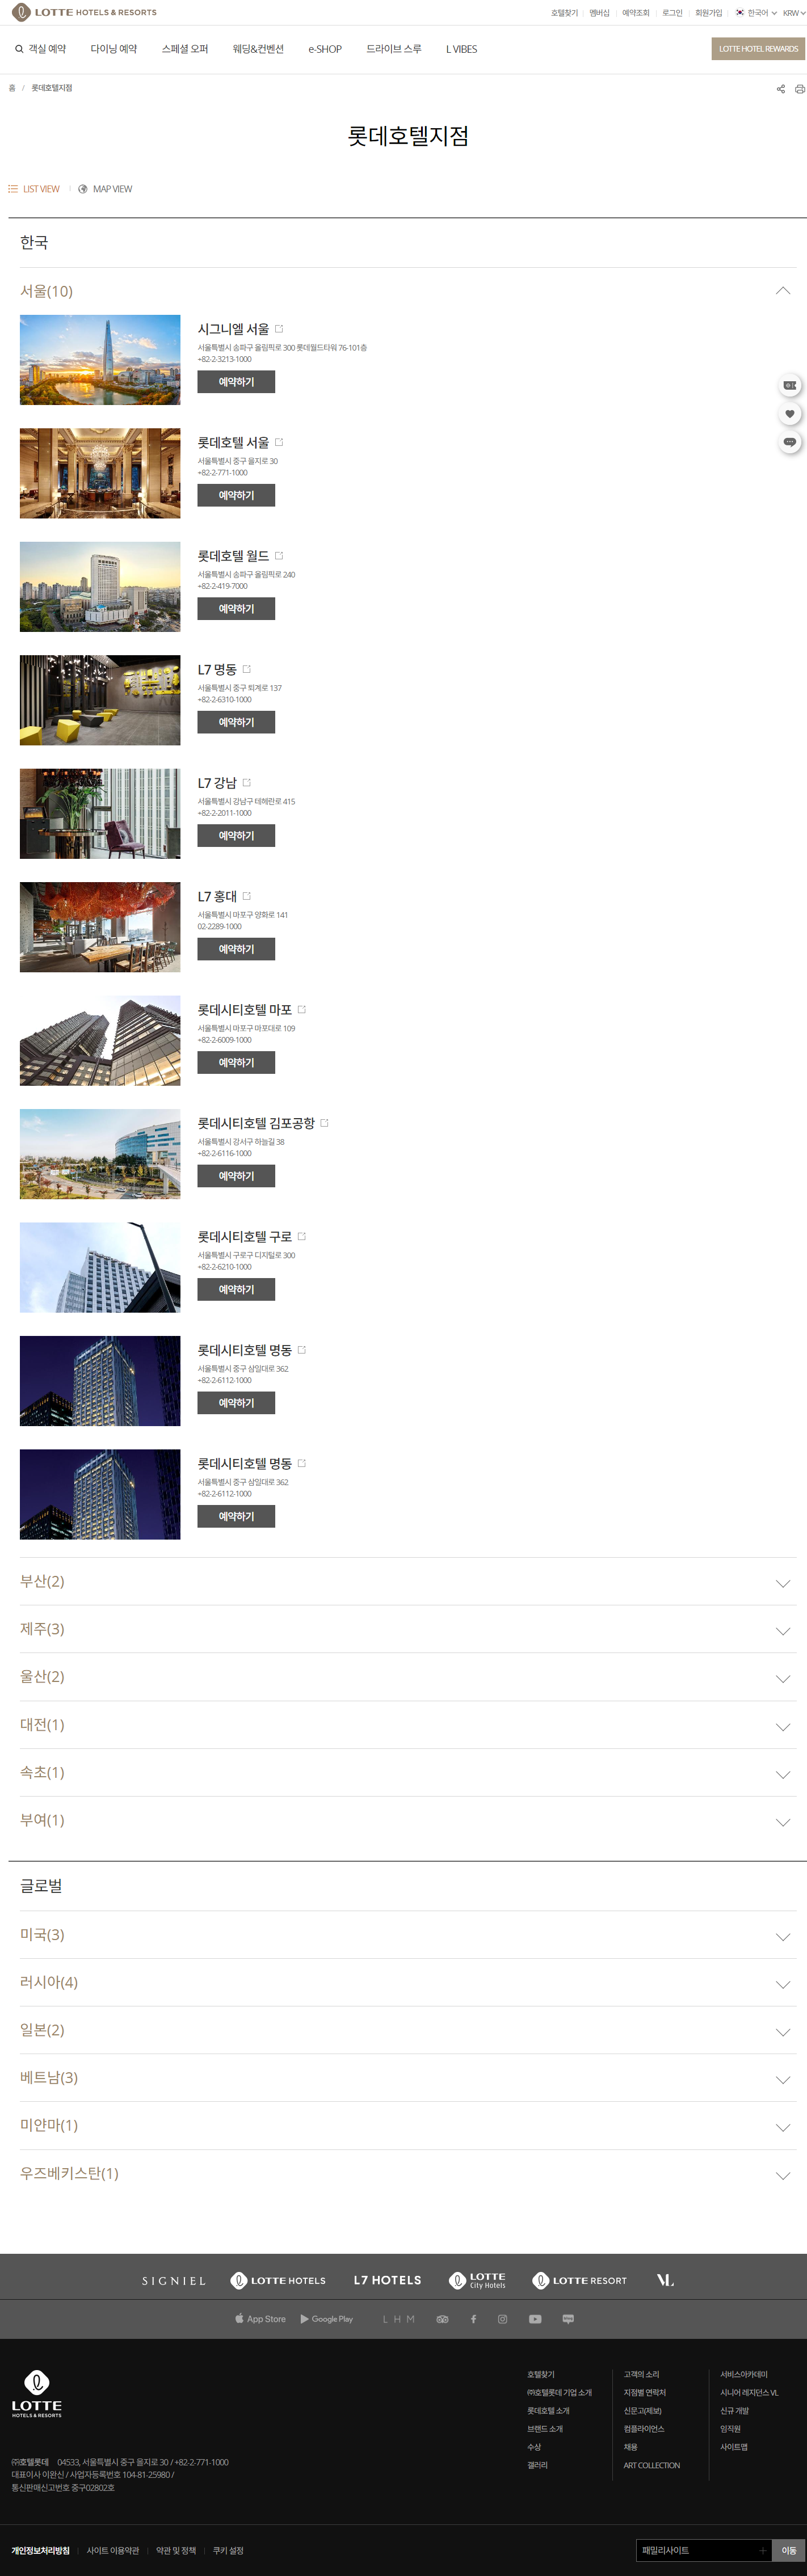 LOTTE HOTELS & RESORTS
호텔찾기 멤버십 예약조회 로그인 회원가입 한국어 KRW
객실 예약 다이닝 예약 스페셜 오퍼 웨딩&컨벤션 e-SHOP 드라이브 스루 L VIBES LOTTE HOTEL REWARDS
홈 / 롯데호텔지점
롯데호텔지점
LIST VIEW MAP VIEW
한국
서울(10)
시그니엘 서울
서울특별시 송파구 올림픽로 300 롯데월드타워 76-101층
+82-2-3213-1000
예약하기
롯데호텔 서울
서울특별시 중구 을지로 30
+82-2-771-1000
예약하기
롯데호텔 월드
서울특별시 송파구 올림픽로 240
+82-2-419-7000
예약하기
L7 명동
서울특별시 중구 퇴계로 137
+82-2-6310-1000
예약하기
L7 강남
서울특별시 강남구 테헤란로 415
+82-2-2011-1000
예약하기
L7 홍대
서울특별시 마포구 양화로 141
02-2289-1000
예약하기
롯데시티호텔 마포
서울특별시 마포구 마포대로 109
+82-2-6009-1000
예약하기
롯데시티호텔 김포공항
서울특별시 강서구 하늘길 38
+82-2-6116-1000
예약하기
롯데시티호텔 구로
서울특별시 구로구 디지털로 300
+82-2-6210-1000
예약하기
롯데시티호텔 명동
서울특별시 중구 삼일대로 362
+82-2-6112-1000
예약하기
롯데시티호텔 명동
서울특별시 중구 삼일대로 362
+82-2-6112-1000
예약하기
부산(2)
제주(3)
울산(2)
대전(1)
속초(1)
부여(1)
글로벌
미국(3)
러시아(4)
일본(2)
베트남(3)
미얀마(1)
우즈베키스탄(1)
SIGNIEL LOTTE HOTELS L7 HOTELS LOTTE City Hotels LOTTE RESORT VL
App Store Google Play L H M
LOTTE
HOTELS & RESORTS
호텔찾기 고객의 소리 서비스아카데미
㈜호텔롯데 기업 소개 지점별 연락처 시니어 레지던스 VL
롯데호텔 소개 신문고(제보) 신규 개발
브랜드 소개 컴플라이언스 임직원
수상 채용 사이트맵
갤러리 ART COLLECTION
㈜호텔롯데 04533, 서울특별시 중구 을지로 30 / +82-2-771-1000
대표이사 이완신 / 사업자등록번호 104-81-25980 /
통신판매신고번호 중구02802호
개인정보처리방침 사이트 이용약관 약관 및 정책 쿠키 설정 패밀리사이트 이동